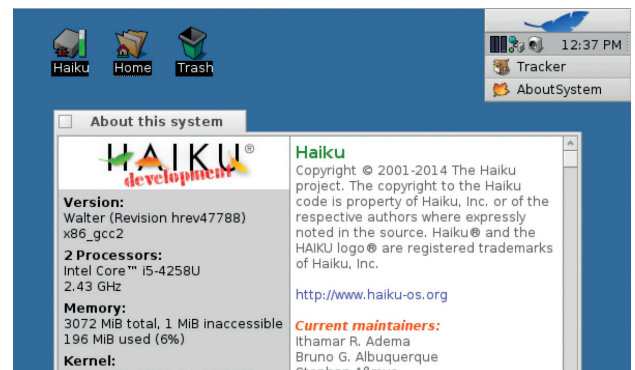 Haiku
Home
Trash
12:37 PM
Tracker
AboutSystem
About this system
HAIKU®
development
Version:
Walter (Revision hrev47788)
x86_gcc2
2 Processors:
Intel Core™ i5-4258U
2.43 GHz
Memory:
3072 MiB total, 1 MiB inaccessible
196 MiB used (6%)
Kernel:
Haiku
Copyright © 2001-2014 The Haiku
project. The copyright to the Haiku
code is property of Haiku, Inc. or of the
respective authors where expressly
noted in the source. Haiku® and the
HAIKU logo® are registered trademarks
of Haiku, Inc.
http://www.haiku-os.org
Current maintainers:
Ithamar R. Adema
Bruno G. Albuquerque